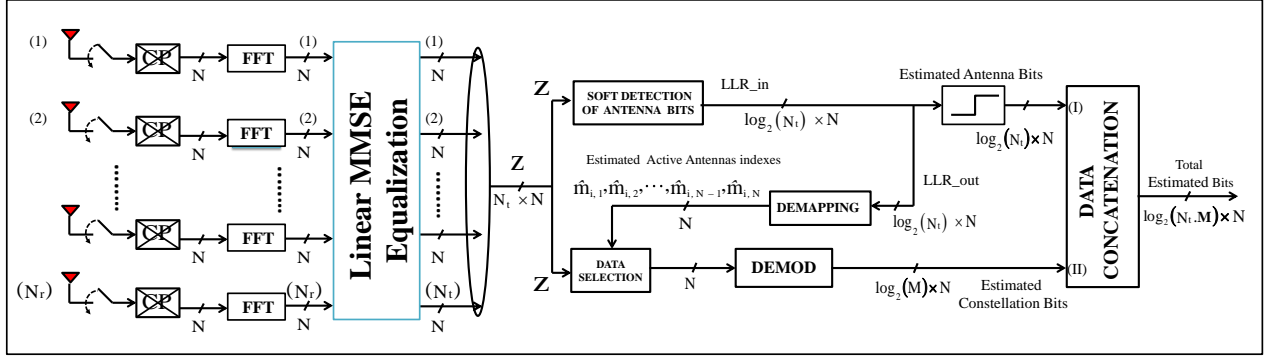 (1)
CP
N
FFT
(1)
N
(1)
N
(2)
CP
N
FFT
(2)
N
(2)
N
CP
N
FFT
N
N
(Nr)
CP
N
FFT
(Nr)
N
(Nt)
N
Linear MMSE
Equalization
Z
Nt × N
Z
SOFT DETECTION
OF ANTENNA BITS
LLR_in
log2(Nt) × N
Estimated Antenna Bits
log2(Nt)×N
(I)
Estimated Active Antennas indexes
m̂i, 1, m̂i, 2, ⋯, m̂i, N−1, m̂i, N
N
DEMAPPING
LLR_out
log2(Nt) × N
Z
DATA
SELECTION
N
DEMOD
log2(M)×N
Estimated
Constellation Bits
(II)
DATA
CONCATENATION
Total
Estimated Bits
log2(Nt.M)×N